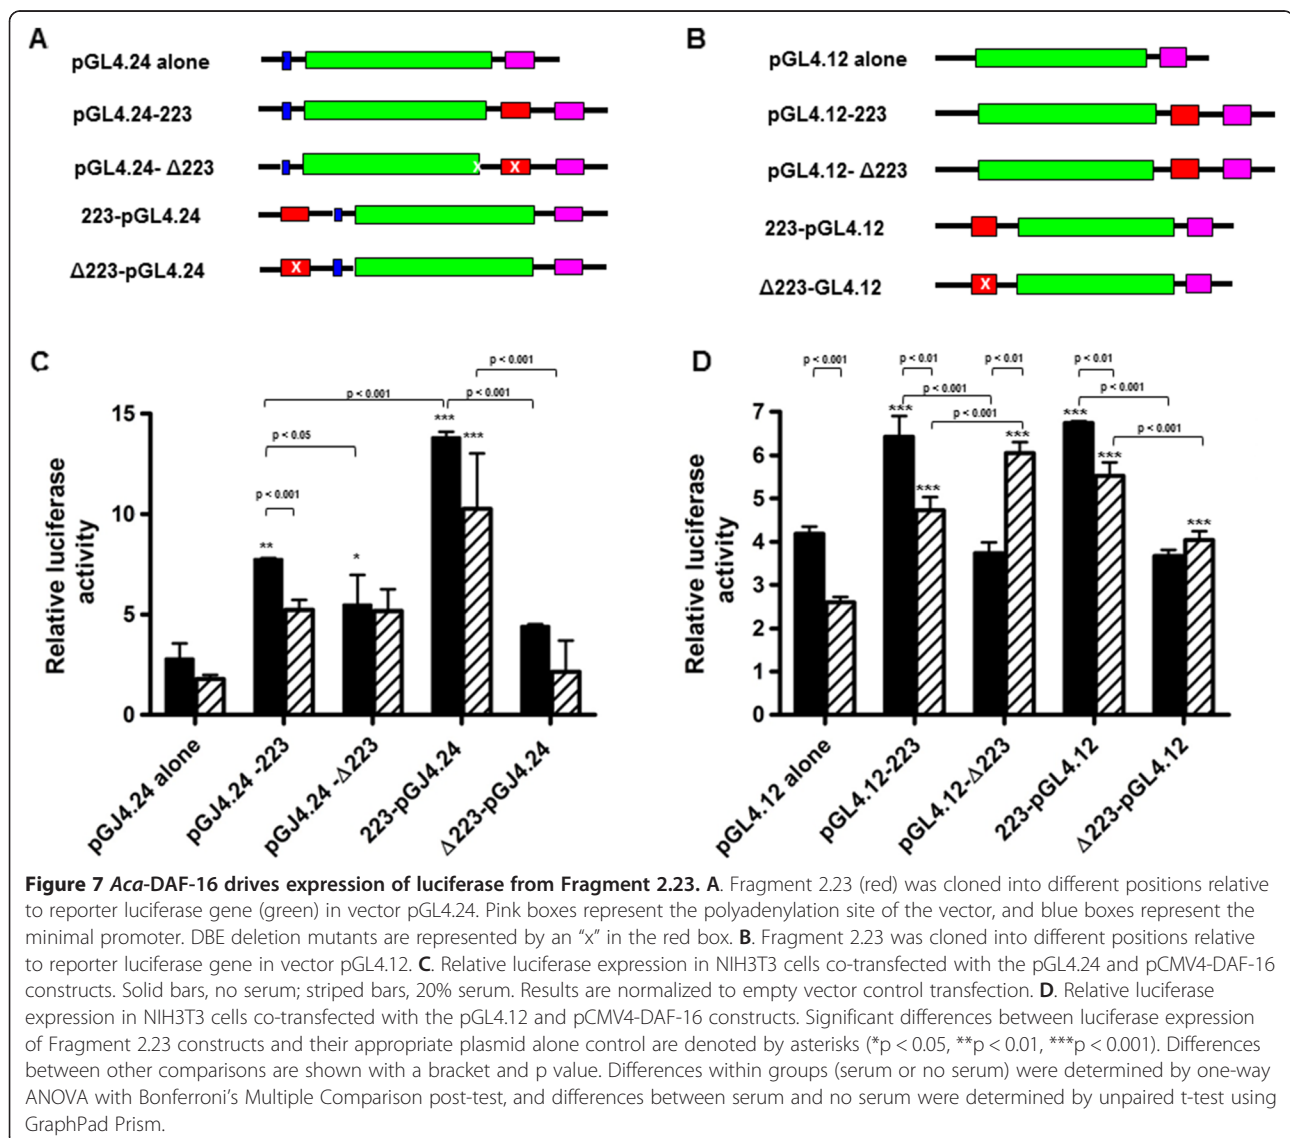 A
pGL4.24 alone
pGL4.24-223
pGL4.24- Δ223
x
X
223-pGL4.24
Δ223-pGL4.24
X
B
pGL4.12 alone
pGL4.12-223
pGL4.12- Δ223
223-pGL4.12
Δ223-GL4.12
X
C
Relative luciferase
activity
15
10
5
0
p < 0.001
p < 0.001
p < 0.001
p < 0.05
p < 0.001
**
*
***
***
pGJ4.24 alone
pGJ4.24 -223
pGJ4.24 -Δ223
223-pGJ4.24
Δ223-pGJ4.24
D
Relative luciferase
activity
7
6
5
4
3
2
1
0
p < 0.001
p < 0.01
p < 0.01
p < 0.01
p < 0.001
p < 0.001
p < 0.001
p < 0.001
***
***
***
***
***
***
pGL4.12 alone
pGL4.12-223
pGL4.12-Δ223
223-pGL4.12
Δ223-pGL4.12
Figure 7 Aca-DAF-16 drives expression of luciferase from Fragment 2.23. A. Fragment 2.23 (red) was cloned into different positions relative
to reporter luciferase gene (green) in vector pGL4.24. Pink boxes represent the polyadenylation site of the vector, and blue boxes represent the
minimal promoter. DBE deletion mutants are represented by an “x” in the red box. B. Fragment 2.23 was cloned into different positions relative
to reporter luciferase gene in vector pGL4.12. C. Relative luciferase expression in NIH3T3 cells co-transfected with the pGL4.24 and pCMV4-DAF-16
constructs. Solid bars, no serum; striped bars, 20% serum. Results are normalized to empty vector control transfection. D. Relative luciferase
expression in NIH3T3 cells co-transfected with the pGL4.12 and pCMV4-DAF-16 constructs. Significant differences between luciferase expression
of Fragment 2.23 constructs and their appropriate plasmid alone control are denoted by asterisks (*p < 0.05, **p < 0.01, ***p < 0.001). Differences
between other comparisons are shown with a bracket and p value. Differences within groups (serum or no serum) were determined by one-way
ANOVA with Bonferroni’s Multiple Comparison post-test, and differences between serum and no serum were determined by unpaired t-test using
GraphPad Prism.